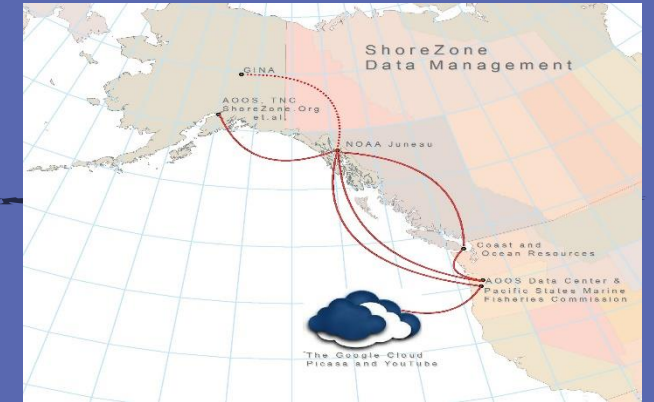 ShoreZone
Data Management
GINA
AOOS, TNC
ShoreZone.Org
et.al.
NOAA Juneau
Coast and
Ocean Resources
AOOS Data Center &
Pacific States Marine
Fisheries Commission
The Google Cloud
Picasa and YouTube